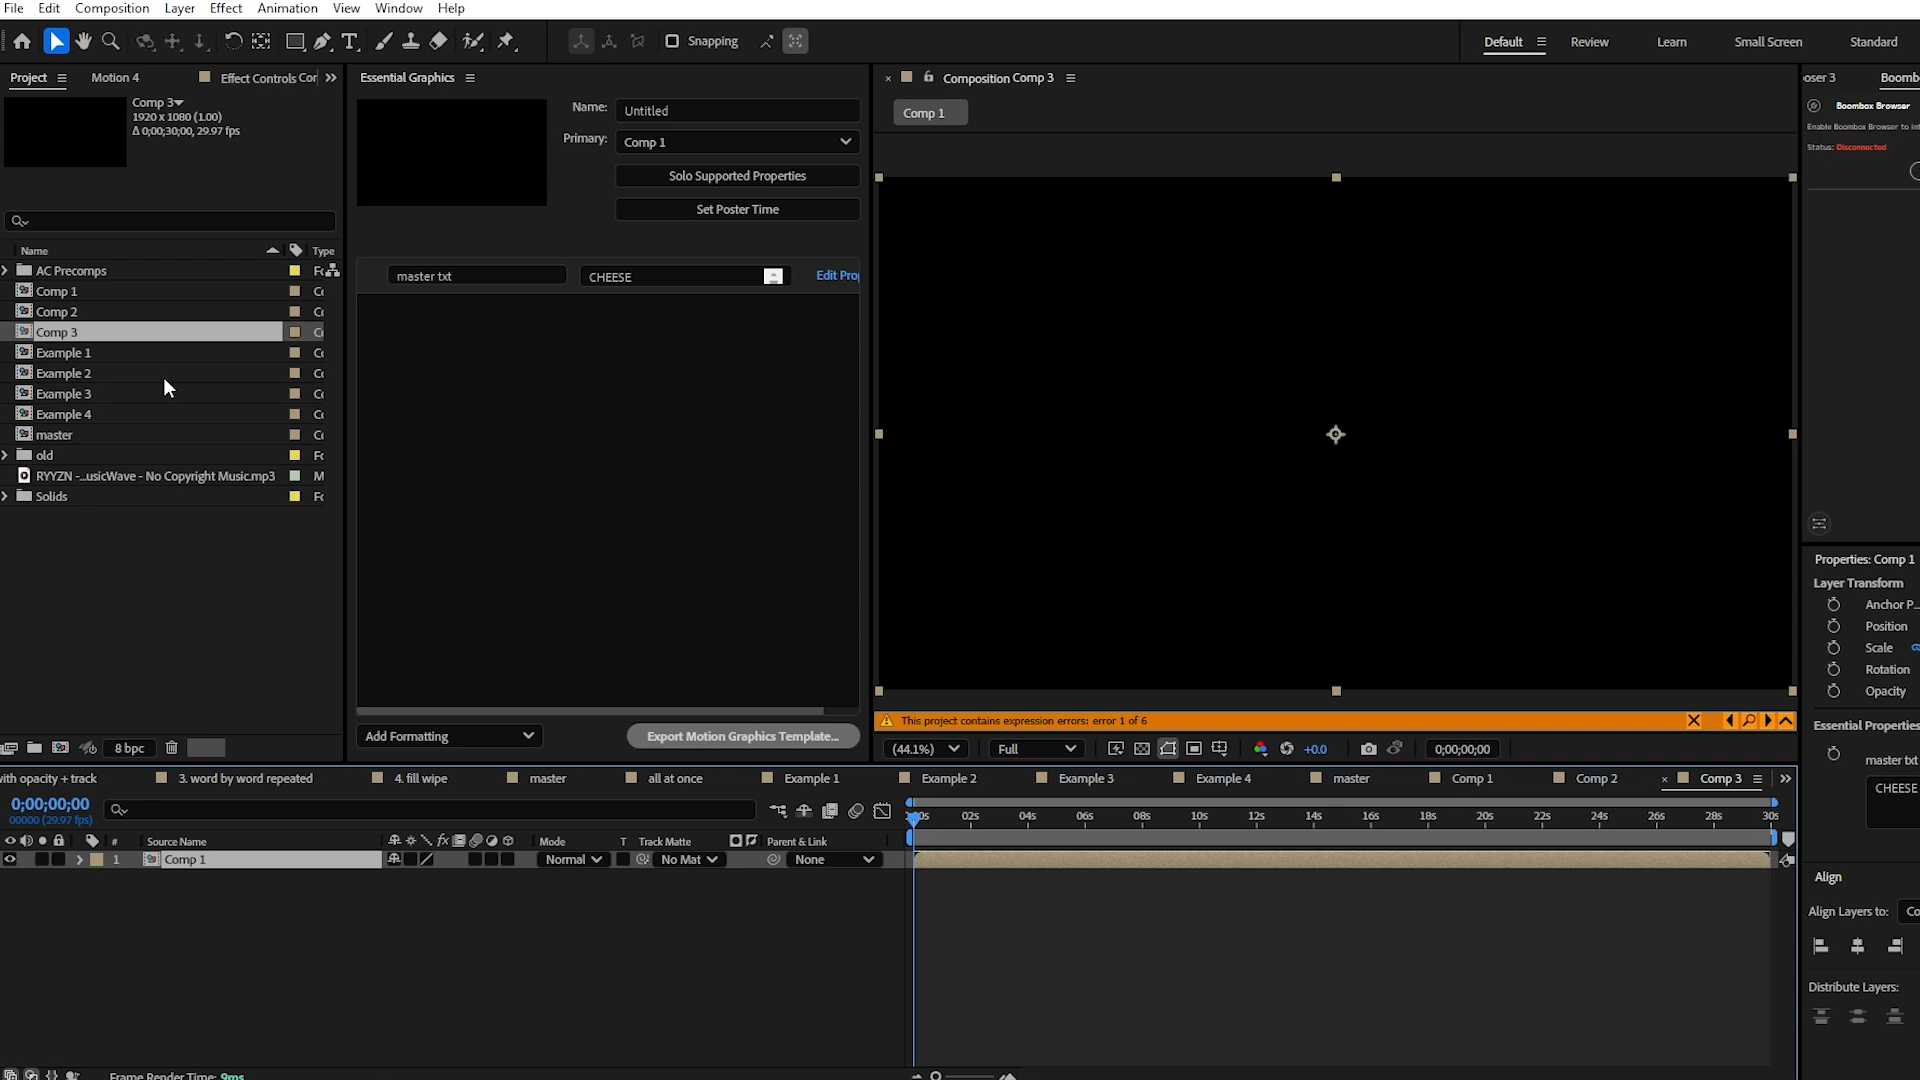 File Edit Composition Layer Effect Animation View Window Help
Snapping
Default Review Learn Small Screen Standard
Project Motion 4 Effect Controls Cor
Essential Graphics
Composition Comp 3
oser 3 Boomb
Comp 3
1920 x 1080 (1.00)
Δ 0;00;30;00, 29.97 fps
Name: Untitled
Primary: Comp 1
Solo Supported Properties
Set Poster Time
Comp 1
Boombox Browser
Enable Boombox Browser to in
Status: Disconnected
Name Type
AC Precomps
Comp 1
Comp 2
Comp 3
Example 1
Example 2
Example 3
Example 4
master
old
RYYZN -...usicWave - No Copyright Music.mp3 M
Solids
master txt CHEESE Edit Prop
Add Formatting Export Motion Graphics Template...
8 bpc
This project contains expression errors: error 1 of 6
(44.1%) Full +0.0 0;00;00;00
Properties: Comp 1
Layer Transform
Anchor P...
Position
Scale
Rotation
Opacity
Essential Properties
master txt
CHEESE
Align
Align Layers to: Co
Distribute Layers:
with opacity + track 3. word by word repeated 4. fill wipe master all at once Example 1 Example 2 Example 3 Example 4 master Comp 1 Comp 2 Comp 3
0;00;00;00
00000 (29.97 fps)
02s 04s 06s 08s 10s 12s 14s 16s 18s 20s 22s 24s 26s 28s 30s
# Source Name fx Mode T Track Matte Parent & Link
1 Comp 1 Normal No Mat None
Frame Render Time: 9ms